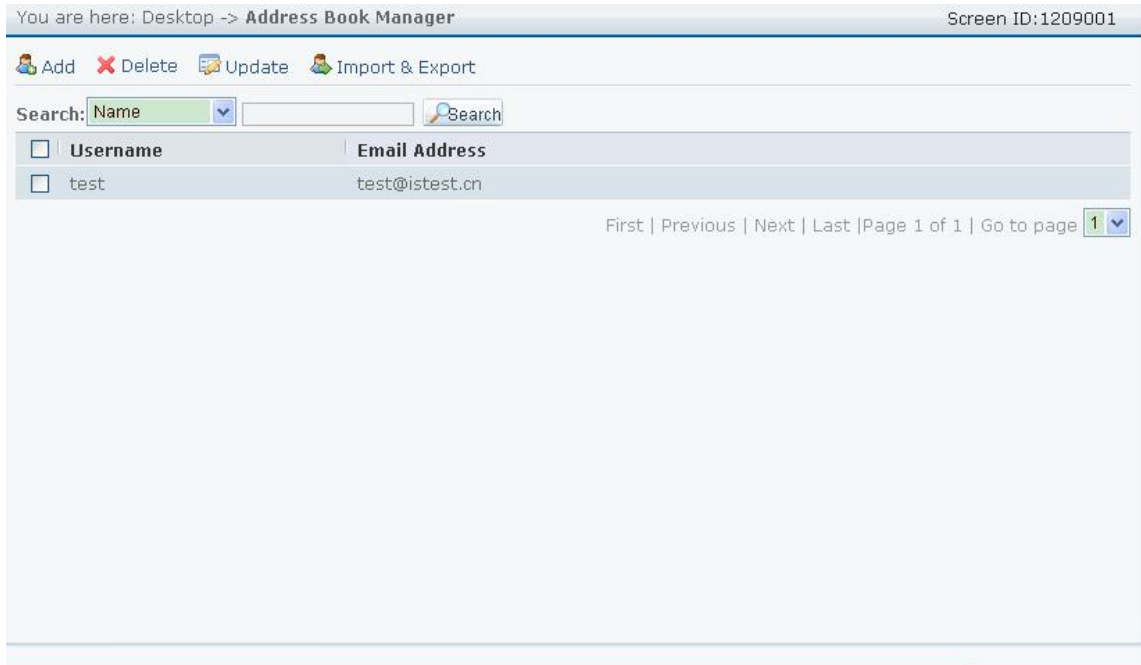 You are here: Desktop -> Address Book Manager Screen ID:1209001
Add Delete Update Import & Export
Search: Name Search
Username Email Address
test test@istest.cn
First | Previous | Next | Last |Page 1 of 1 | Go to page 1